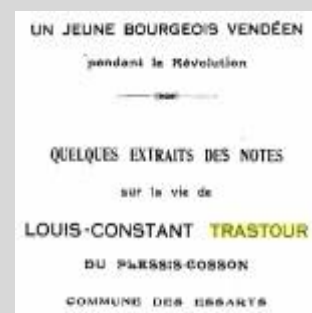 UN JEUNE BOURGEOIS VENDÉEN
pendant la Révolution
QUELQUES EXTRAITS DES NOTES
sur la vie de
LOUIS-CONSTANT TRASTOUR
DU PLESSIS-COSSON
COMMUNE DES ESSARTS